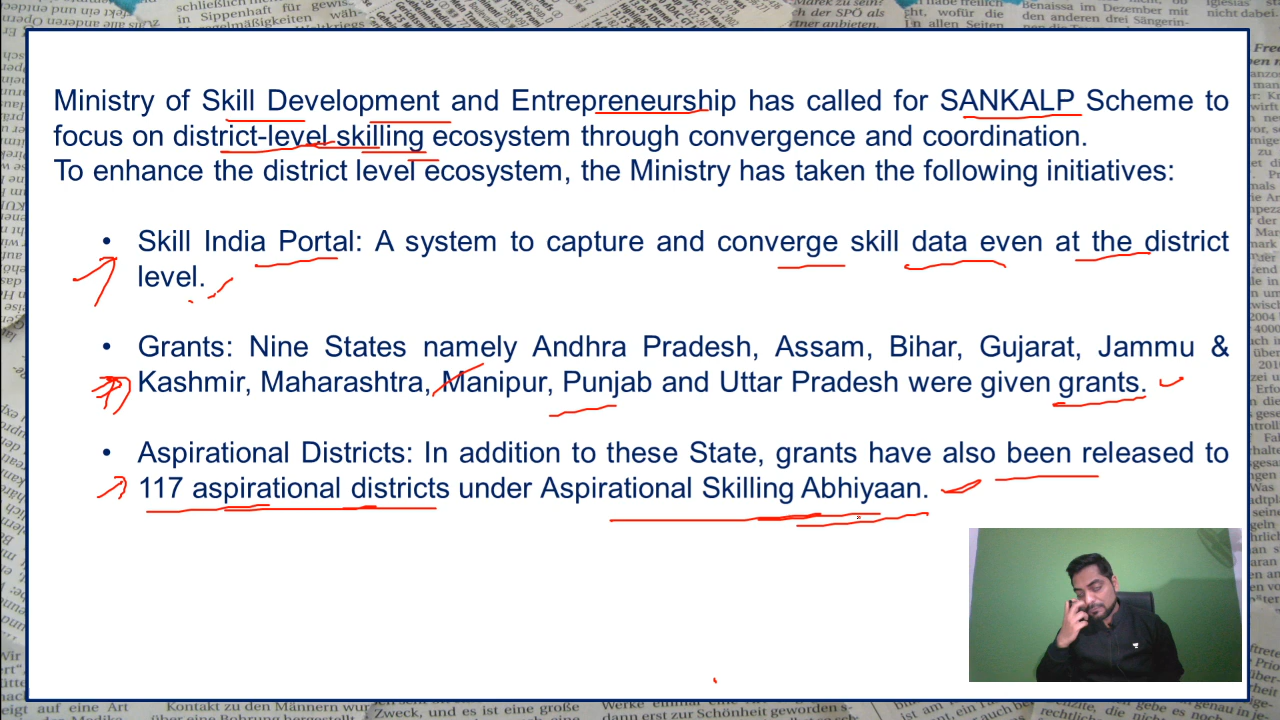 Ministry of Skill Development and Entrepreneurship has called for SANKALP Scheme to
focus on district-level skilling ecosystem through convergence and coordination.
To enhance the district level ecosystem, the Ministry has taken the following initiatives:
• Skill India Portal: A system to capture and converge skill data even at the district
level.
• Grants: Nine States namely Andhra Pradesh, Assam, Bihar, Gujarat, Jammu &
Kashmir, Maharashtra, Manipur, Punjab and Uttar Pradesh were given grants.
• Aspirational Districts: In addition to these State, grants have also been released to
117 aspirational districts under Aspirational Skilling Abhiyaan.